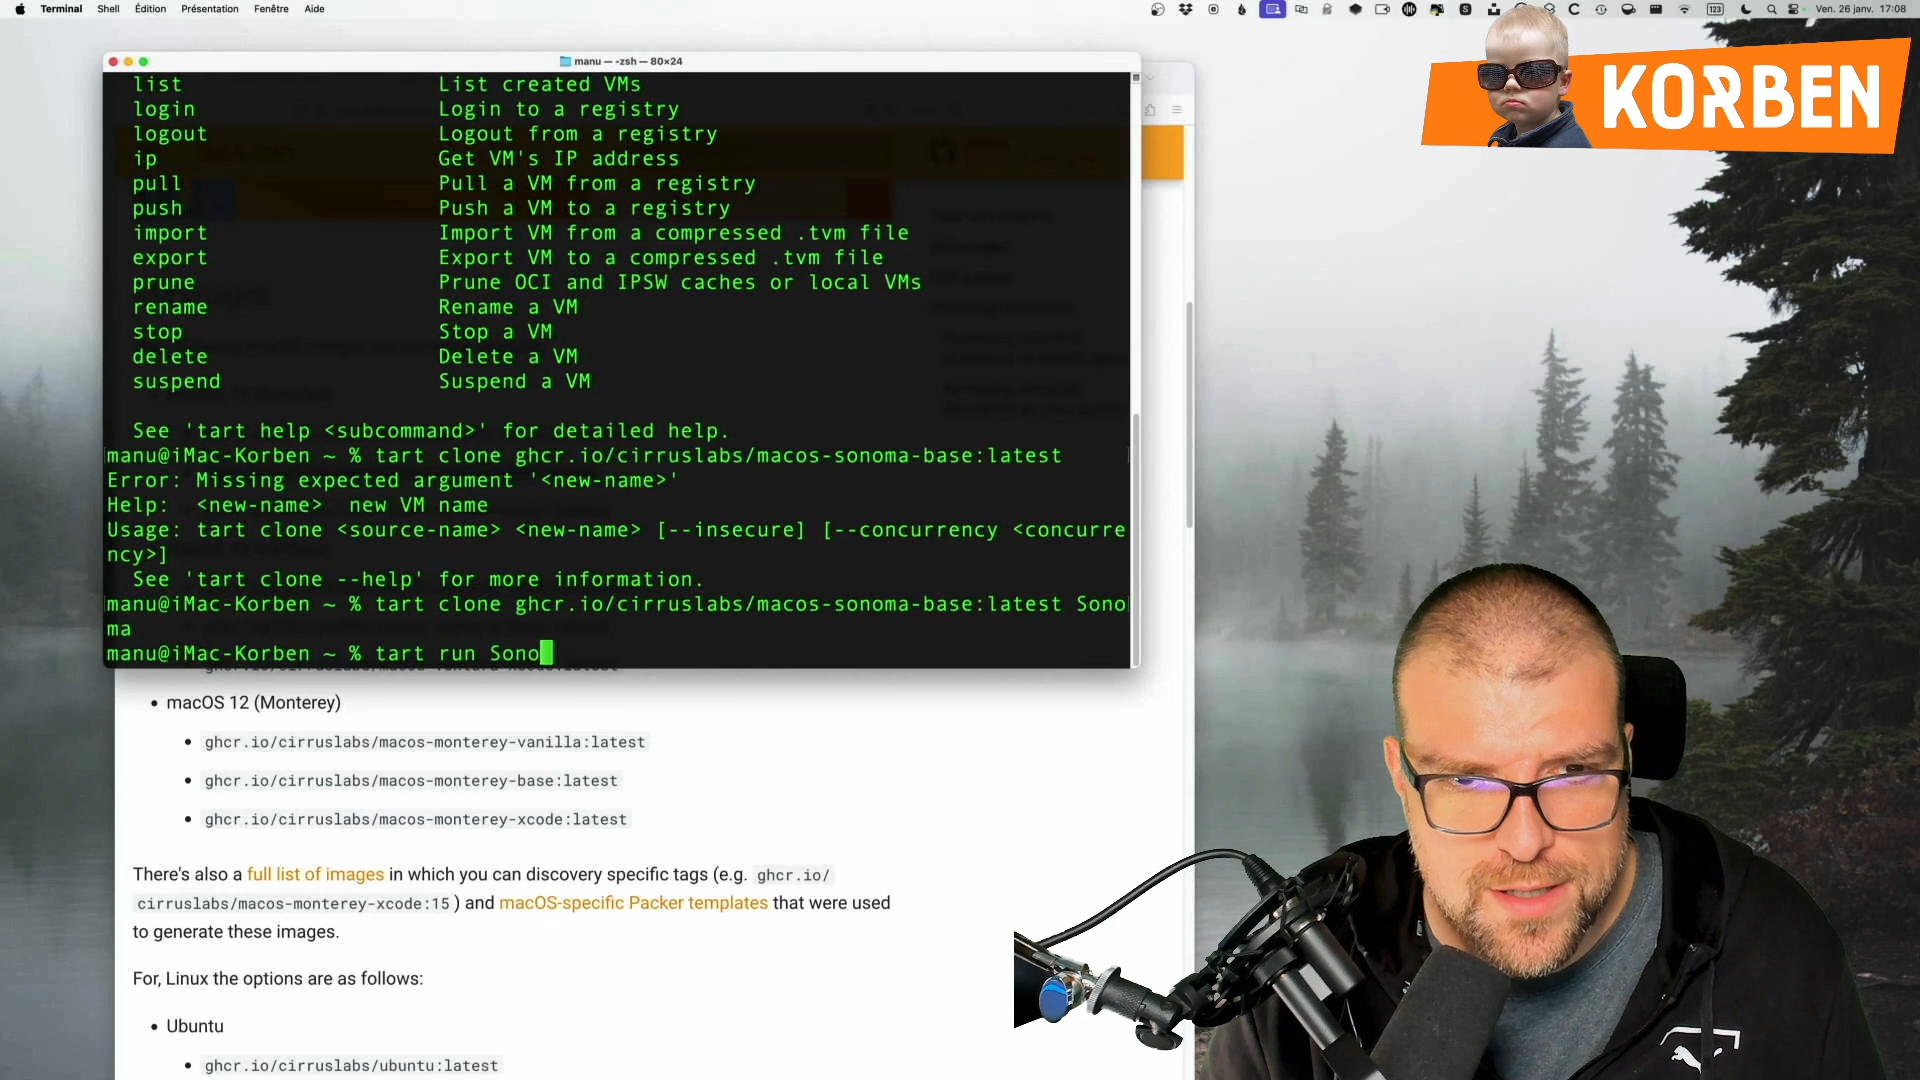 Terminal Shell Édition Présentation Fenêtre Aide
123 Ven. 26 janv. 17:08
KORBEN
manu — -zsh — 80×24
list List created VMs
login Login to a registry
logout Logout from a registry
ip Get VM's IP address
pull Pull a VM from a registry
push Push a VM to a registry
import Import VM from a compressed .tvm file
export Export VM to a compressed .tvm file
prune Prune OCI and IPSW caches or local VMs
rename Rename a VM
stop Stop a VM
delete Delete a VM
suspend Suspend a VM
See 'tart help <subcommand>' for detailed help.
manu@iMac-Korben ~ % tart clone ghcr.io/cirruslabs/macos-sonoma-base:latest
Error: Missing expected argument '<new-name>'
Help: <new-name> new VM name
Usage: tart clone <source-name> <new-name> [--insecure] [--concurrency <concurre
ncy>]
See 'tart clone --help' for more information.
manu@iMac-Korben ~ % tart clone ghcr.io/cirruslabs/macos-sonoma-base:latest Sono
ma
manu@iMac-Korben ~ % tart run Sono
• macOS 12 (Monterey)
• ghcr.io/cirruslabs/macos-monterey-vanilla:latest
• ghcr.io/cirruslabs/macos-monterey-base:latest
• ghcr.io/cirruslabs/macos-monterey-xcode:latest
There's also a full list of images in which you can discovery specific tags (e.g. ghcr.io/
cirruslabs/macos-monterey-xcode:15 ) and macOS-specific Packer templates that were used
to generate these images.
For, Linux the options are as follows:
• Ubuntu
• ghcr.io/cirruslabs/ubuntu:latest